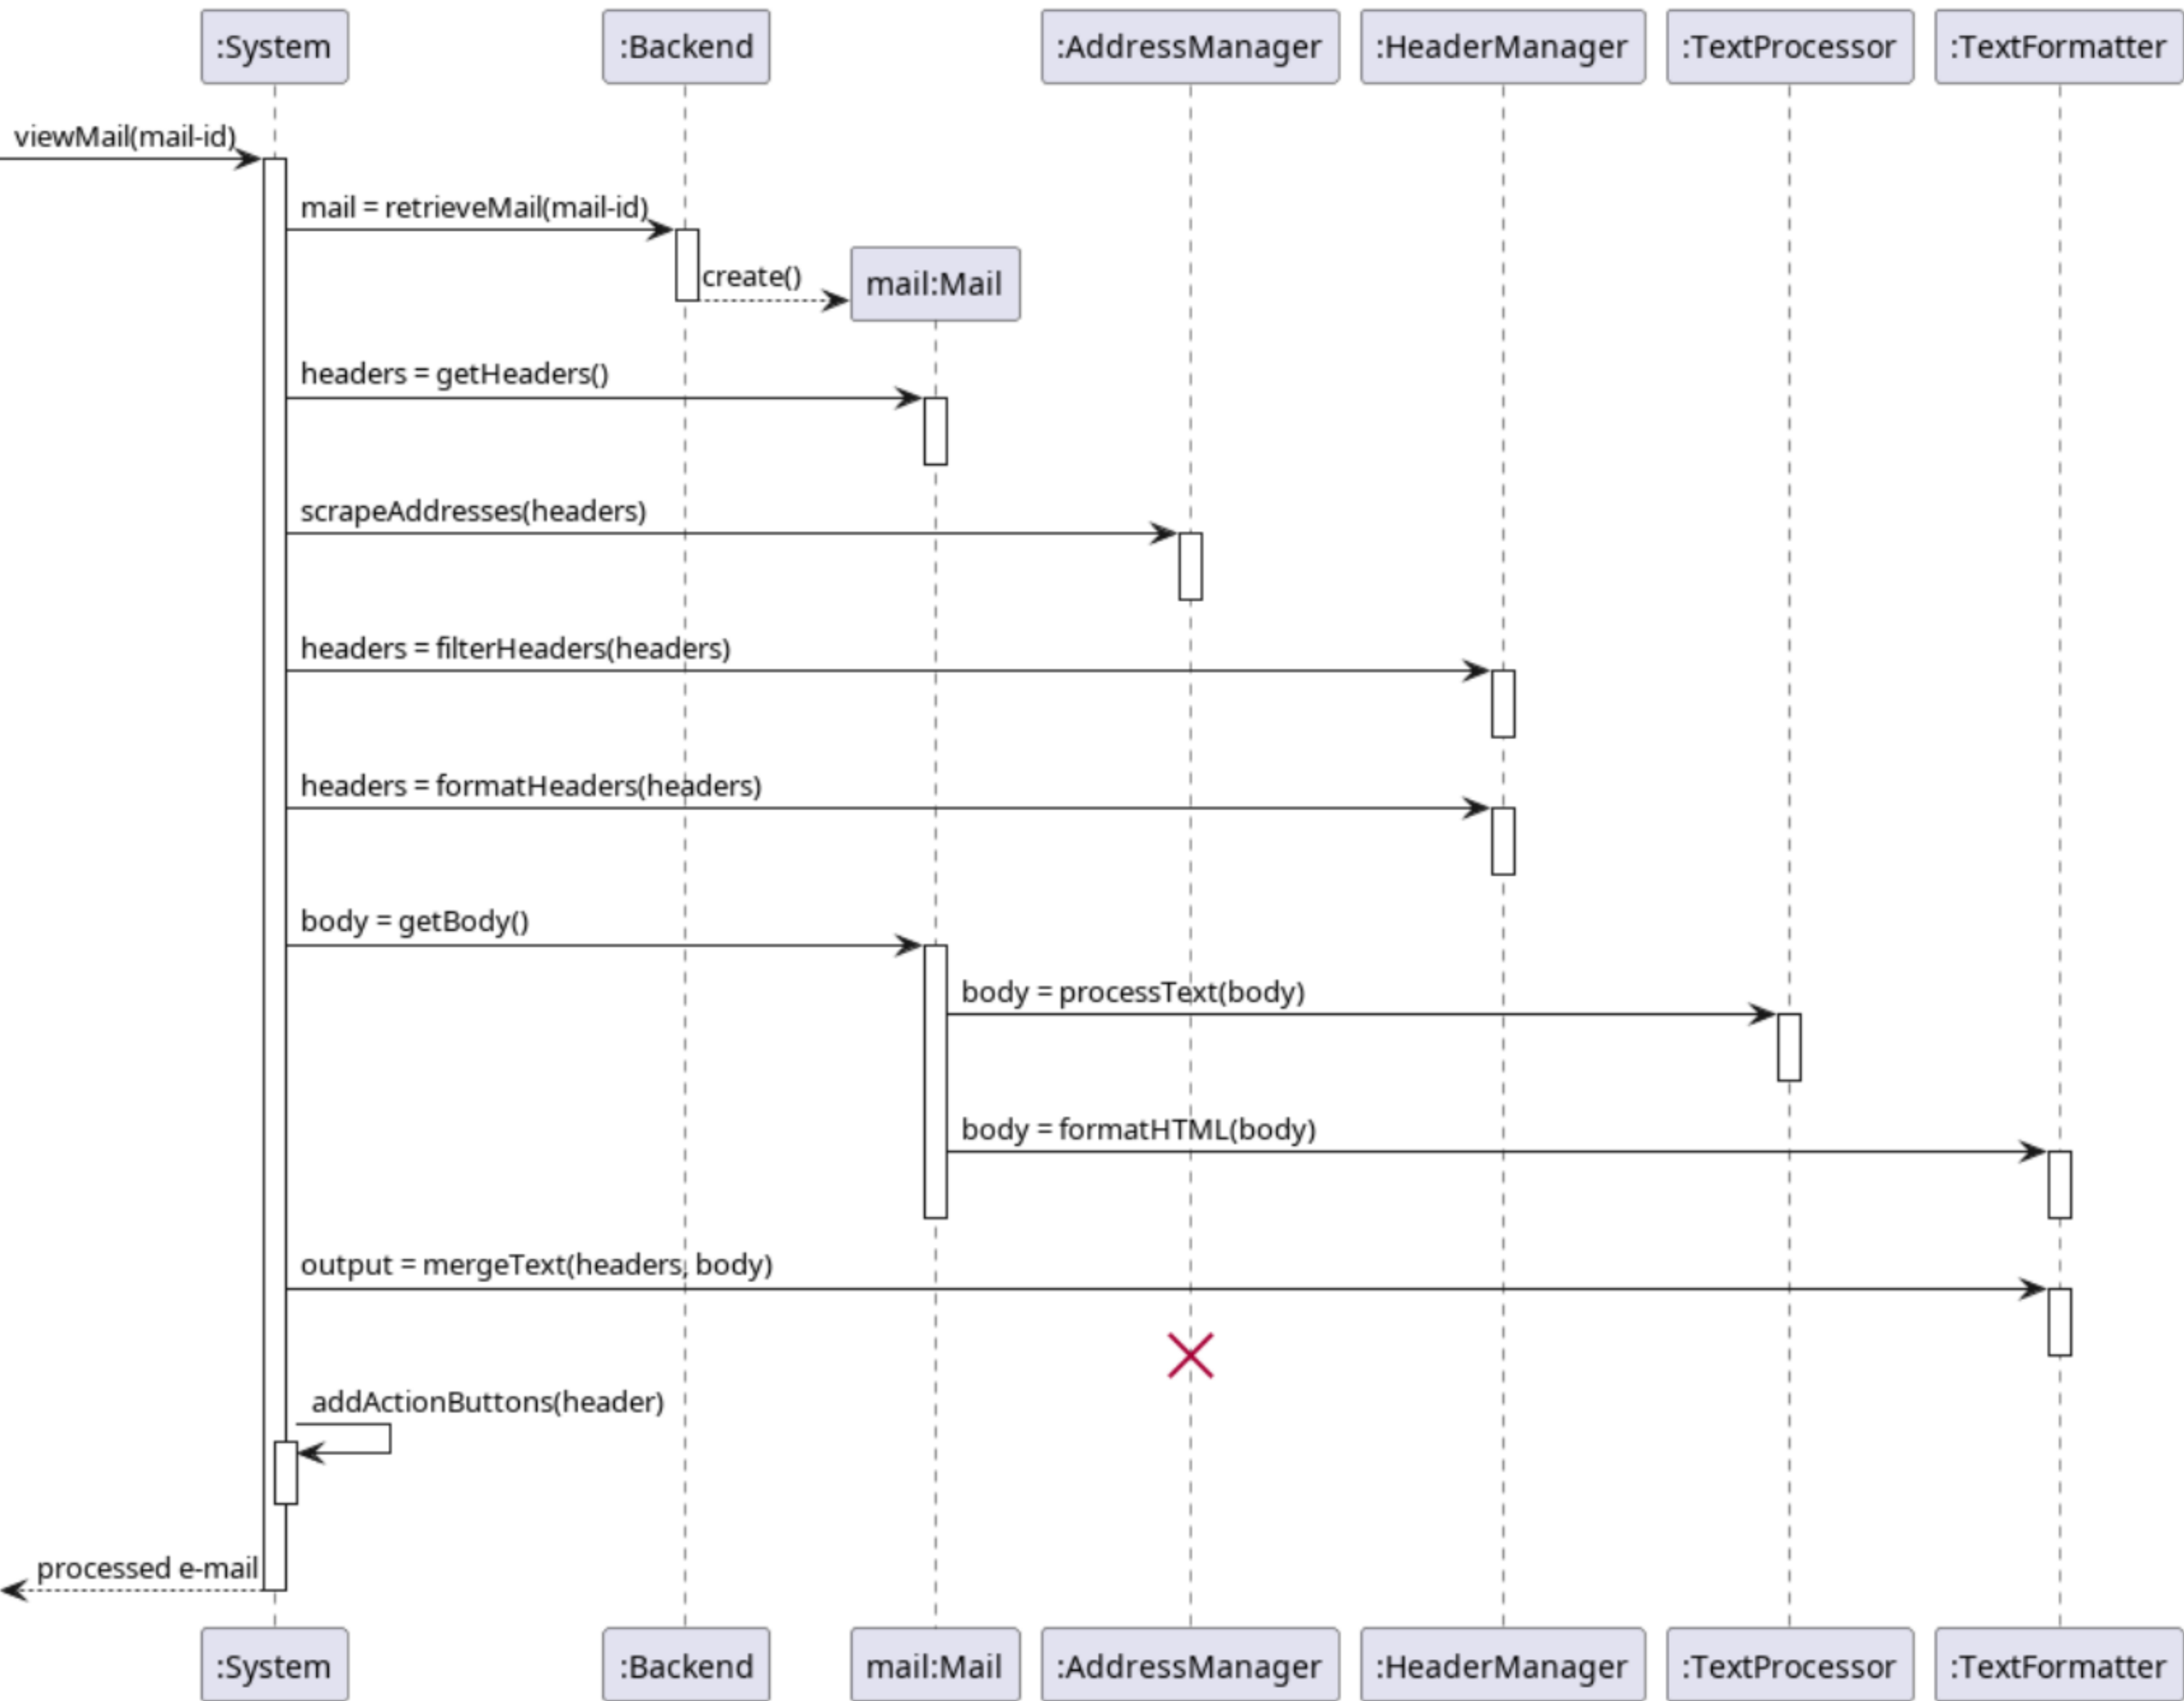 :System
:Backend
:AddressManager
:HeaderManager
:TextProcessor
:TextFormatter
viewMail(mail-id)
mail = retrieveMail(mail-id)
create()
mail:Mail
headers = getHeaders()
scrapeAddresses(headers)
headers = filterHeaders(headers)
headers = formatHeaders(headers)
body = getBody()
body = processText(body)
body = formatHTML(body)
output = mergeText(headers, body)
addActionButtons(header)
processed e-mail
:System
:Backend
mail:Mail
:AddressManager
:HeaderManager
:TextProcessor
:TextFormatter